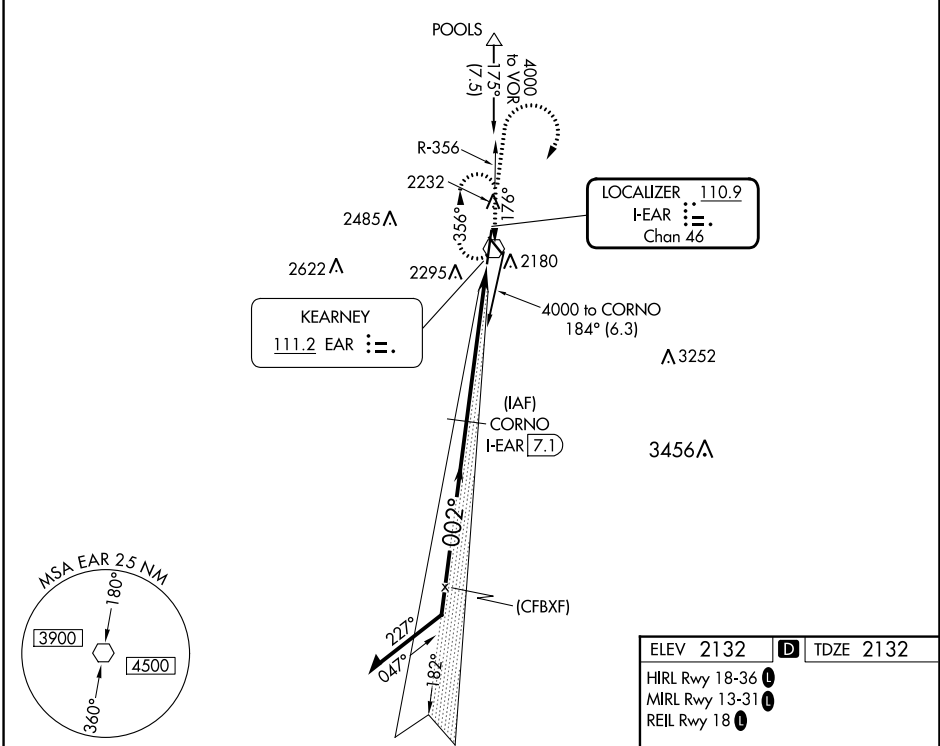 POOLS
175°
(7.5)
4000
to VOR
R-356
2232
176°
356°
2485
2622
2295
2180
LOCALIZER 110.9
I-EAR
Chan 46
KEARNEY
111.2 EAR
4000 to CORNO
184° (6.3)
3252
(IAF)
CORNO
I-EAR 7.1
3456
002°
(CFBXF)
227°
047°
182°
MSA EAR 25 NM
180°
3900
4500
360°
ELEV 2132 D TDZE 2132
HIRL Rwy 18-36 L
MIRL Rwy 13-31 L
REIL Rwy 18 L